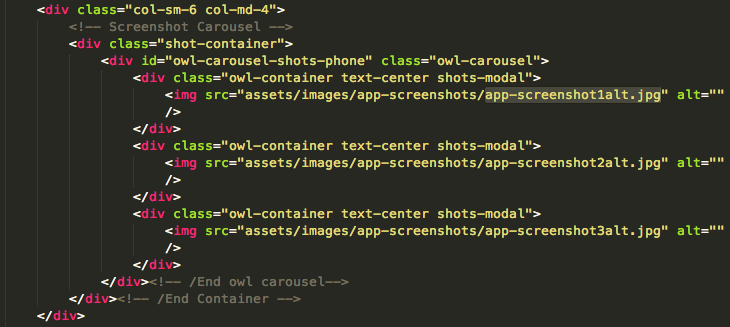 <div class="col-sm-6 col-md-4">
<!-- Screenshot Carousel -->
<div class="shot-container">
<div id="owl-carousel-shots-phone" class="owl-carousel">
<div class="owl-container text-center shots-modal">
<img src="assets/images/app-screenshots/app-screenshot1alt.jpg" alt=""
/>
</div>
<div class="owl-container text-center shots-modal">
<img src="assets/images/app-screenshots/app-screenshot2alt.jpg" alt=""
/>
</div>
<div class="owl-container text-center shots-modal">
<img src="assets/images/app-screenshots/app-screenshot3alt.jpg" alt=""
/>
</div>
</div><!-- /End owl carousel-->
</div><!-- /End Container -->
</div>